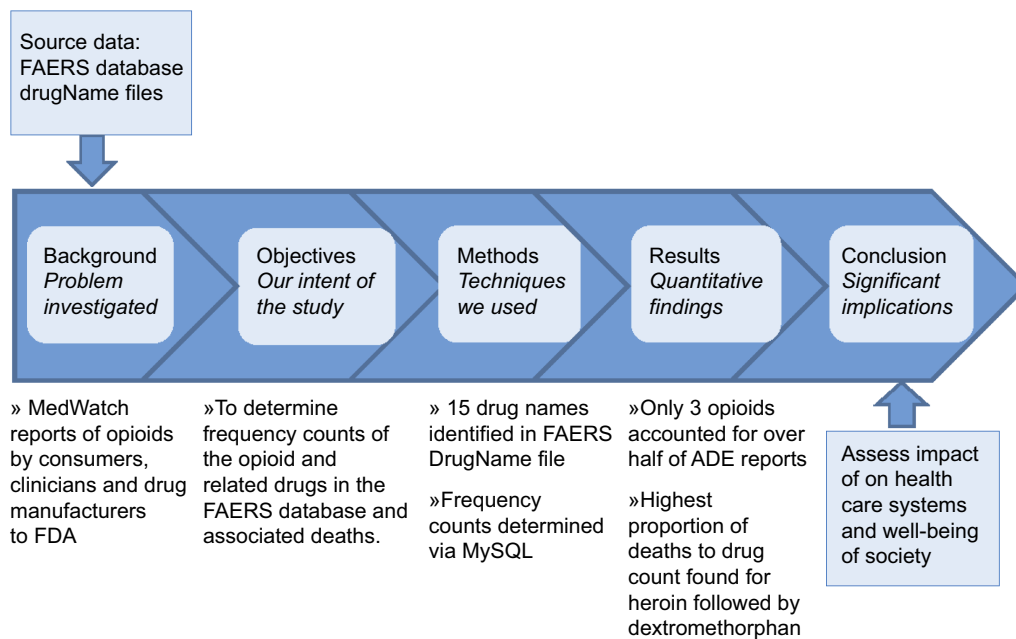 Source data:
FAERS database
drugName files
Background
Problem
investigated
Objectives
Our intent of
the study
Methods
Techniques
we used
Results
Quantitative
findings
Conclusion
Significant
implications
» MedWatch
reports of opioids
by consumers,
clinicians and drug
manufacturers
to FDA
»To determine
frequency counts of
the opioid and
related drugs in the
FAERS database and
associated deaths.
» 15 drug names
identified in FAERS
DrugName file
»Frequency
counts determined
via MySQL
»Only 3 opioids
accounted for over
half of ADE reports
»Highest
proportion of
deaths to drug
count found for
heroin followed by
dextromethorphan
Assess impact
of on health
care systems
and well-being
of society